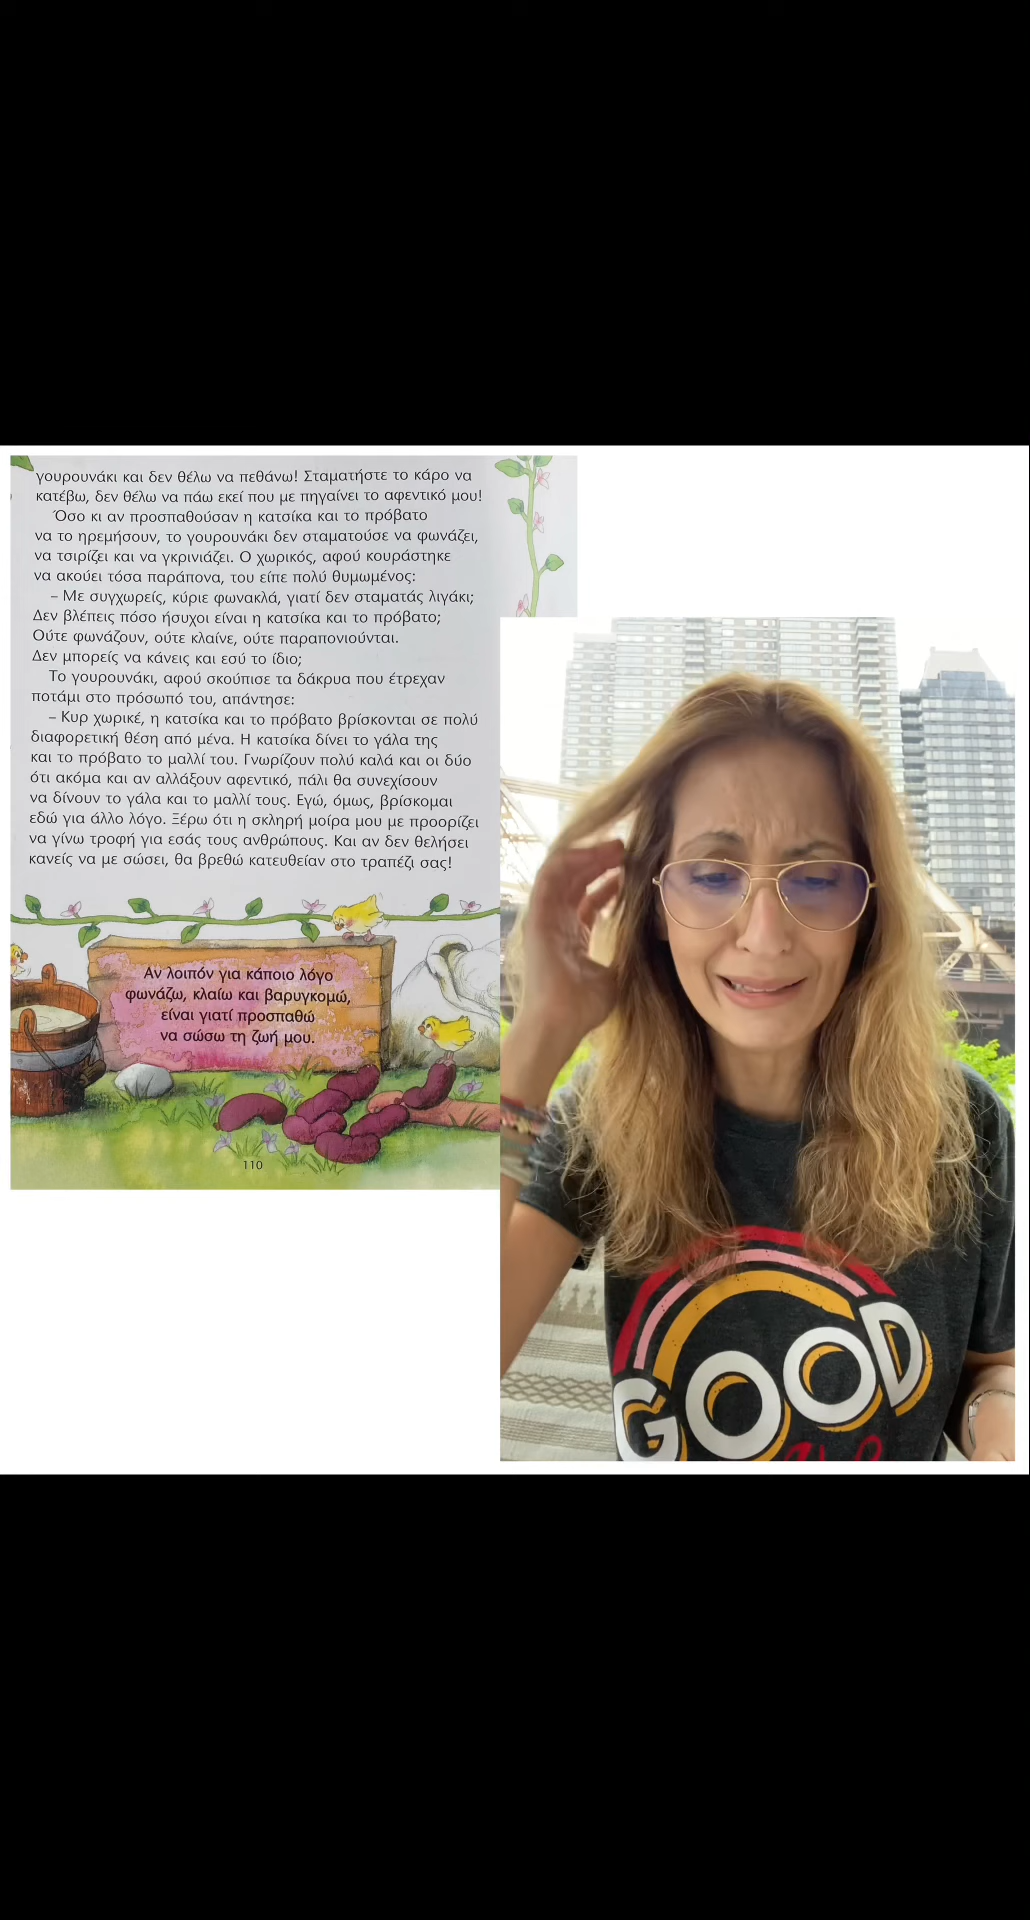 γουρουνάκι και δεν θέλω να πεθάνω! Σταματήστε το κάρο να
κατέβω, δεν θέλω να πάω εκεί που με πηγαίνει το αφεντικό μου!
Όσο κι αν προσπαθούσαν η κατσίκα και το πρόβατο
να το ηρεμήσουν, το γουρουνάκι δεν σταματούσε να φωνάζει,
να τσιρίζει και να γκρινιάζει. Ο χωρικός, αφού κουράστηκε
να ακούει τόσα παράπονα, του είπε πολύ θυμωμένος:
– Με συγχωρείς, κύριε φωνακλά, γιατί δεν σταματάς λιγάκι;
Δεν βλέπεις πόσο ήσυχοι είναι η κατσίκα και το πρόβατο;
Ούτε φωνάζουν, ούτε κλαίνε, ούτε παραπονιούνται.
Δεν μπορείς να κάνεις και εσύ το ίδιο;
Το γουρουνάκι, αφού σκούπισε τα δάκρυα που έτρεχαν
ποτάμι στο πρόσωπό του, απάντησε:
– Κυρ χωρικέ, η κατσίκα και το πρόβατο βρίσκονται σε πολύ
διαφορετική θέση από μένα. Η κατσίκα δίνει το γάλα της
και το πρόβατο το μαλλί του. Γνωρίζουν πολύ καλά και οι δύο
ότι ακόμα και αν αλλάξουν αφεντικό, πάλι θα συνεχίσουν
να δίνουν το γάλα και το μαλλί τους. Εγώ, όμως, βρίσκομαι
εδώ για άλλο λόγο. Ξέρω ότι η σκληρή μοίρα μου με προορίζει
να γίνω τροφή για εσάς τους ανθρώπους. Και αν δεν θελήσει
κανείς να με σώσει, θα βρεθώ κατευθείαν στο τραπέζι σας!
Αν λοιπόν για κάποιο λόγο
φωνάζω, κλαίω και βαρυγκομώ,
είναι γιατί προσπαθώ
να σώσω τη ζωή μου.
110
GOOD